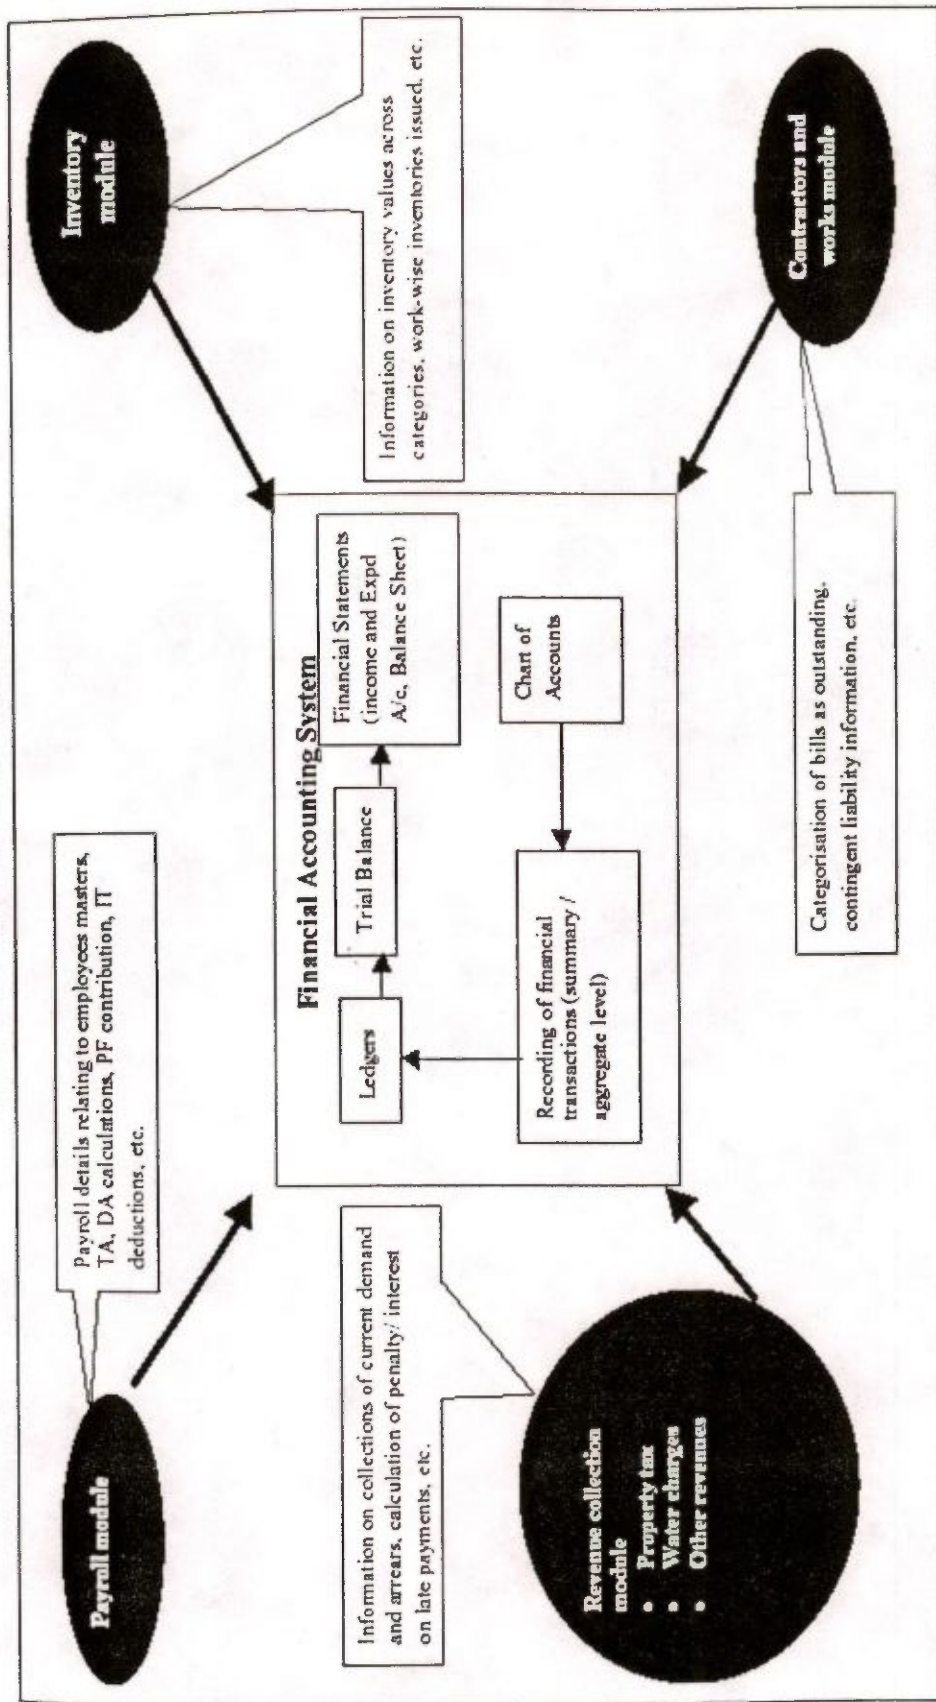 Payroll module
Payroll details relating to employees masters,
TA, DA calculations, PF contribution, IT
deductions, etc.
Inventory
module
Information on inventory values across
categories, work-wise inventories issued, etc.
Financial Accounting System
Ledgers
Trial Balance
Financial Statements
(income and Expd
A/c, Balance Sheet)
Recording of financial
transactions (summary /
aggregate level)
Chart of
Accounts
Information on collections of current demand
and arrears, calculation of penalty/ interest
on late payments, etc.
Revenue collection
module
• Property tax
• Water charges
• Other revenues
Categorisation of bills as outstanding,
contingent liability information, etc.
Contractors and
works module